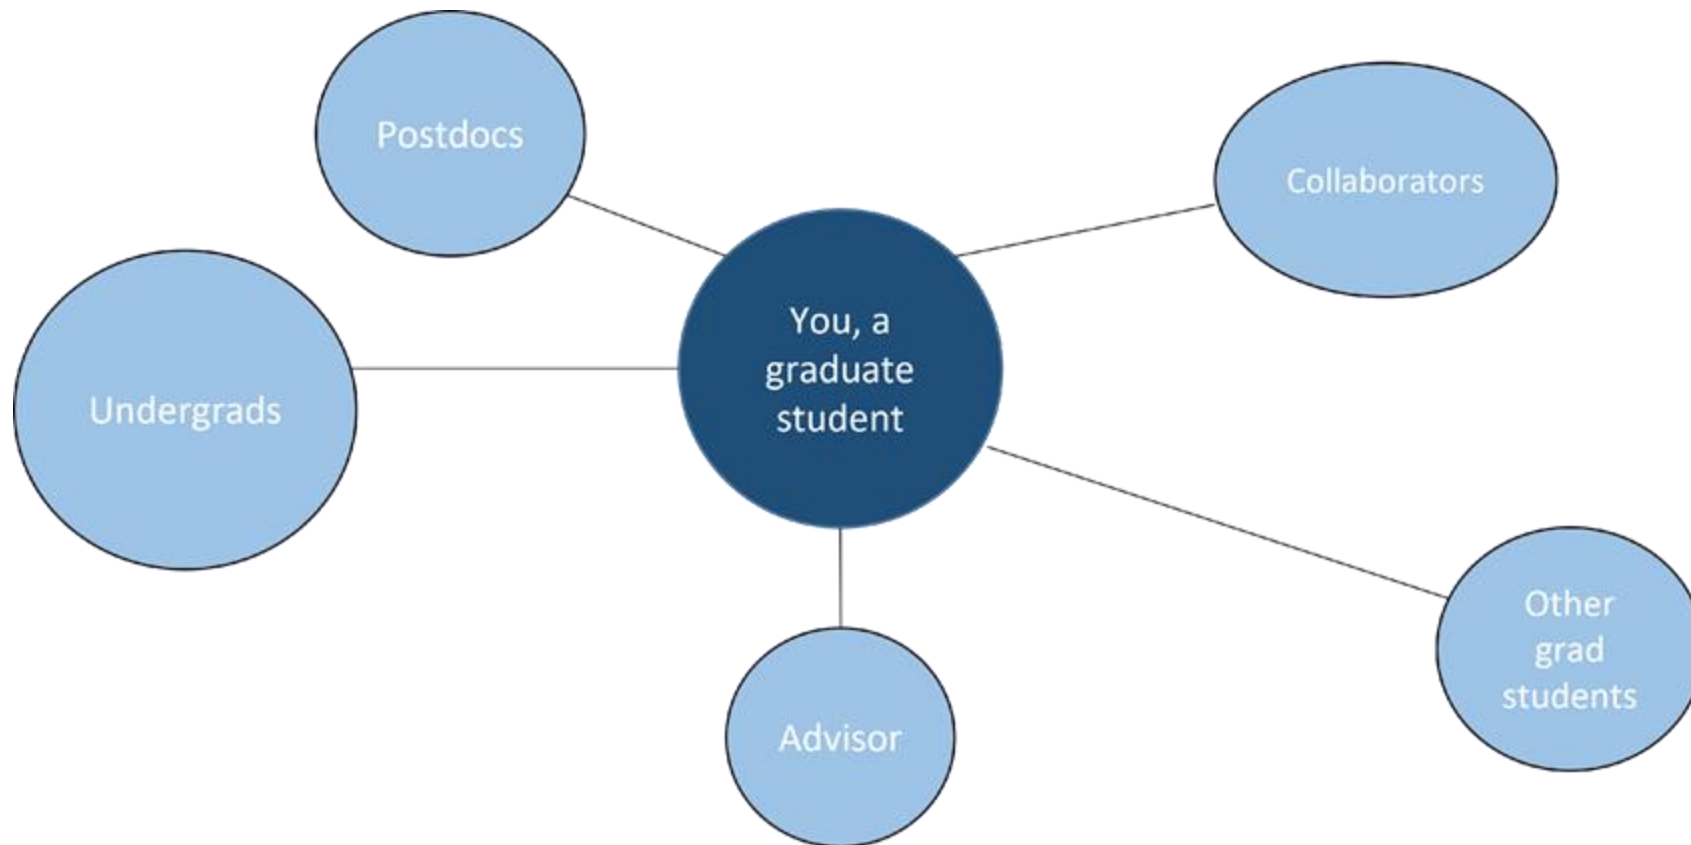 Postdocs
Collaborators
You, a
graduate
student
Undergrads
Other
grad
students
Advisor